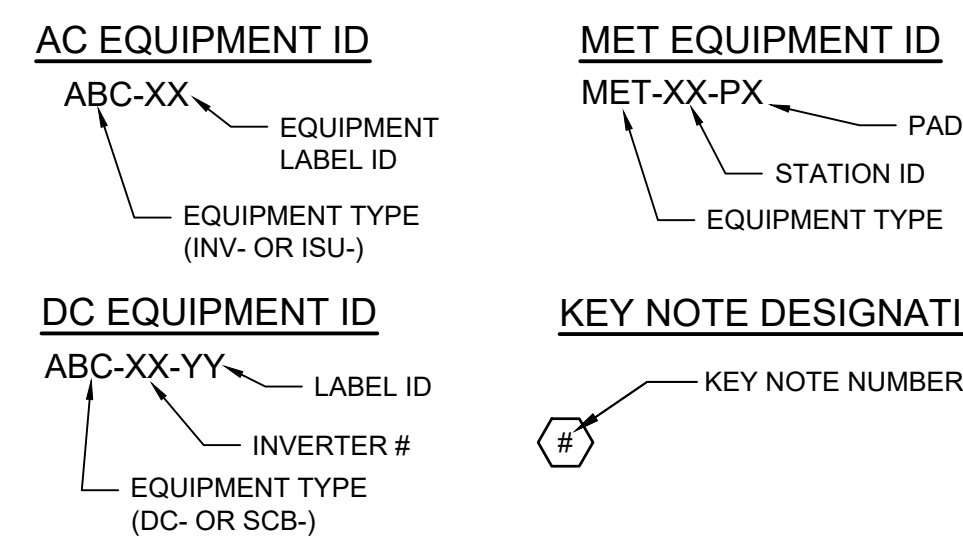 AC EQUIPMENT ID
ABC-XX
EQUIPMENT
LABEL ID
EQUIPMENT TYPE
(INV- OR ISU-)
MET EQUIPMENT ID
MET-XX-PX
PAD
STATION ID
EQUIPMENT TYPE
DC EQUIPMENT ID
ABC-XX-YY
LABEL ID
INVERTER #
EQUIPMENT TYPE
(DC- OR SCB-)
KEY NOTE DESIGNATI
KEY NOTE NUMBER
#